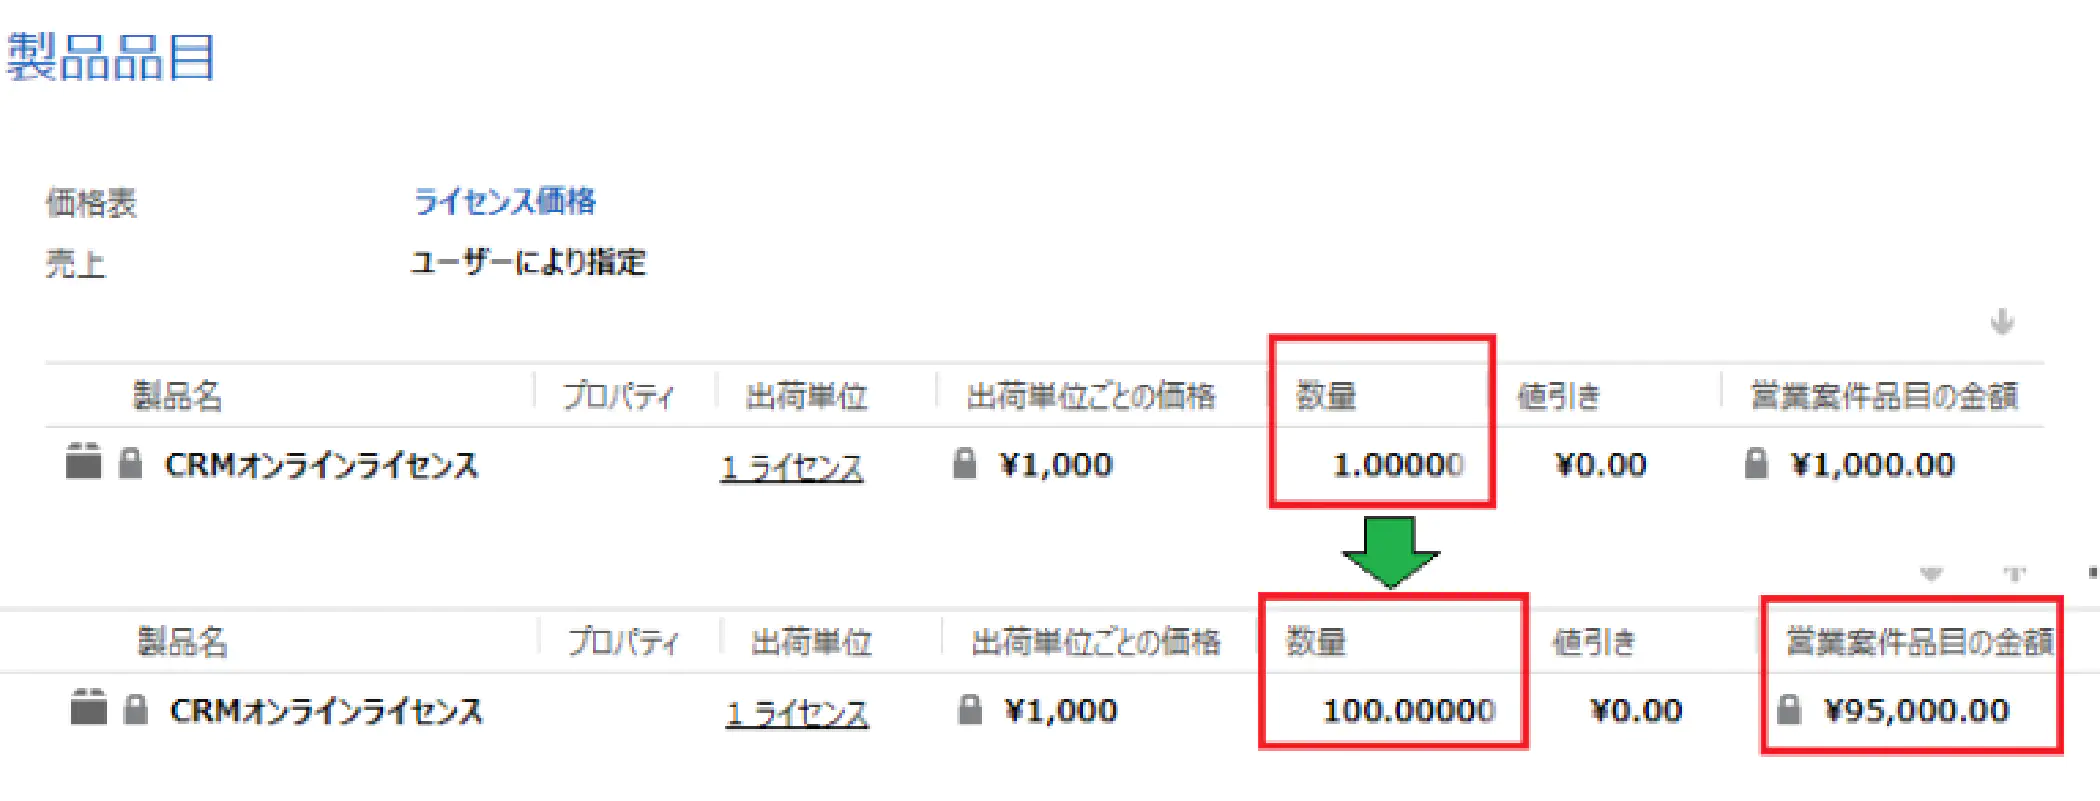 製品品目
価格表 ライセンス価格
売上 ユーザーにより指定
製品名 プロパティ 出荷単位 出荷単位ごとの価格 数量 値引き 営業案件品目の金額
CRMオンラインライセンス 1 ライセンス ¥1,000 1.00000 ¥0.00 ¥1,000.00
製品名 プロパティ 出荷単位 出荷単位ごとの価格 数量 値引き 営業案件品目の金額
CRMオンラインライセンス 1 ライセンス ¥1,000 100.00000 ¥0.00 ¥95,000.00